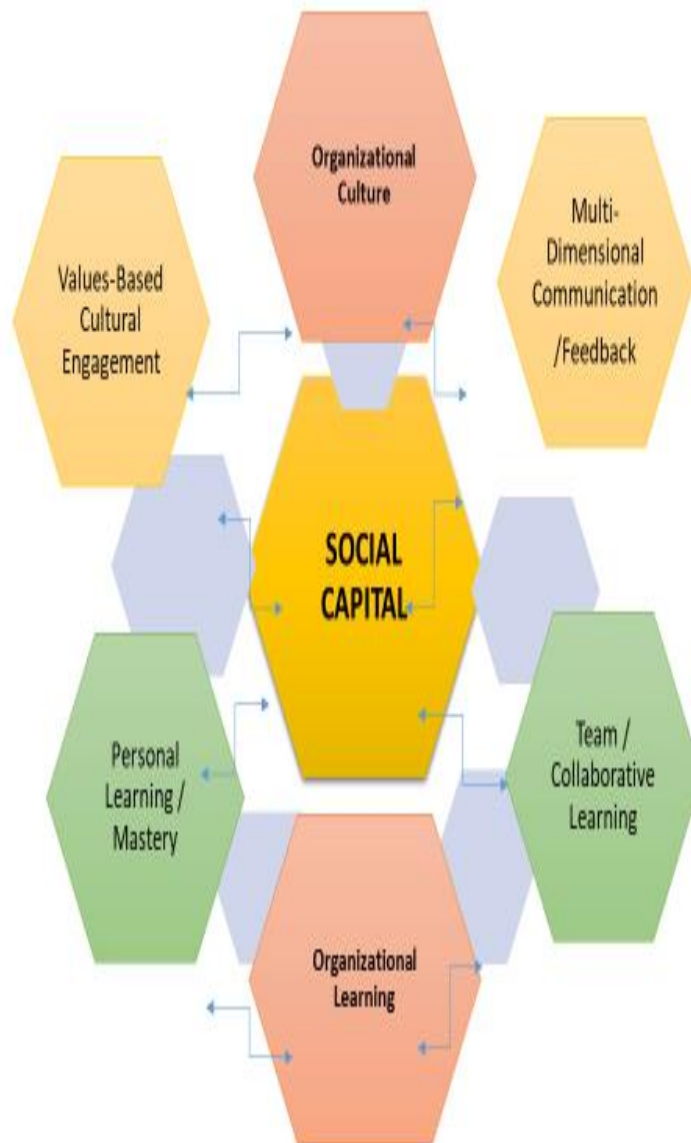 Organizational
Culture
Values-Based
Cultural
Engagement
Multi-
Dimensional
Communication
/Feedback
SOCIAL
CAPITAL
Personal
Learning /
Mastery
Team /
Collaborative
Learning
Organizational
Learning